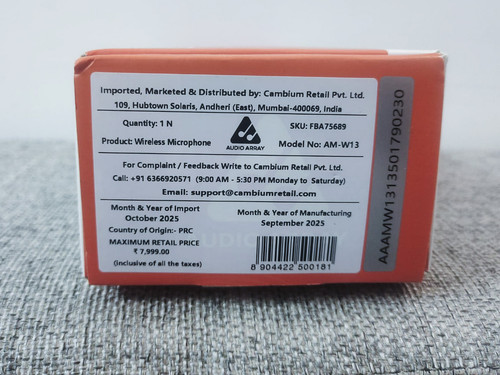 Imported, Marketed & Distributed by: Cambium Retail Pvt. Ltd.
109, Hubtown Solaris, Andheri (East), Mumbai-400069, India
Quantity: 1 N
Product: Wireless Microphone
AUDIO ARRAY
SKU: FBA75689
Model No: AM-W13
For Complaint / Feedback Write to Cambium Retail Pvt. Ltd.
Call: +91 6366920571 (9:00 AM - 5:30 PM Monday to Saturday)
Email: support@cambiumretail.com
Month & Year of Import
October 2025
Country of Origin:- PRC
MAXIMUM RETAIL PRICE
₹ 7,999.00
(inclusive of all the taxes)
Month & Year of Manufacturing
September 2025
8 904422 500181
AAAMW1313501790230
AUDIO ARRAY